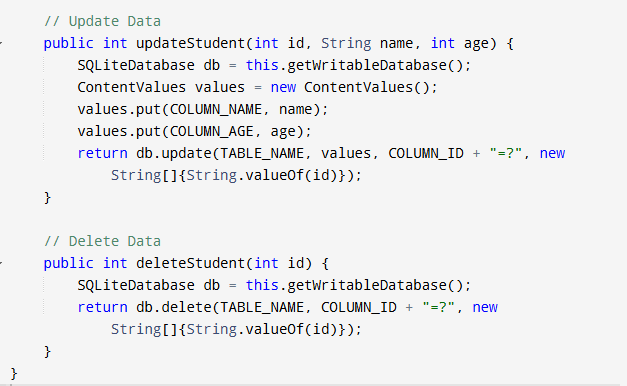 // Update Data
public int updateStudent(int id, String name, int age) {
SQLiteDatabase db = this.getWritableDatabase();
ContentValues values = new ContentValues();
values.put(COLUMN_NAME, name);
values.put(COLUMN_AGE, age);
return db.update(TABLE_NAME, values, COLUMN_ID + "=?", new
String[]{String.valueOf(id)});
}
// Delete Data
public int deleteStudent(int id) {
SQLiteDatabase db = this.getWritableDatabase();
return db.delete(TABLE_NAME, COLUMN_ID + "=?", new
String[]{String.valueOf(id)});
}
}